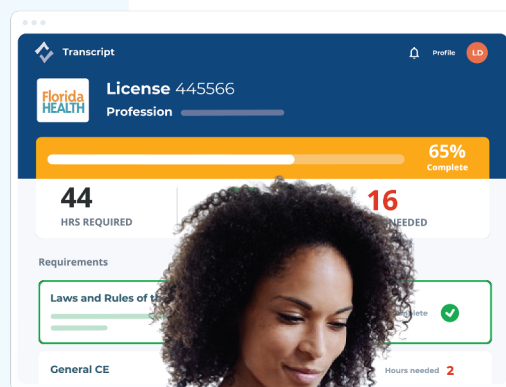 Transcript
Profile
LD
Florida
HEALTH
License 445566
Profession
65%
Complete
44
16
HRS REQUIRED
NEEDED
Requirements
Laws and Rules of
General CE
Hours needed 2